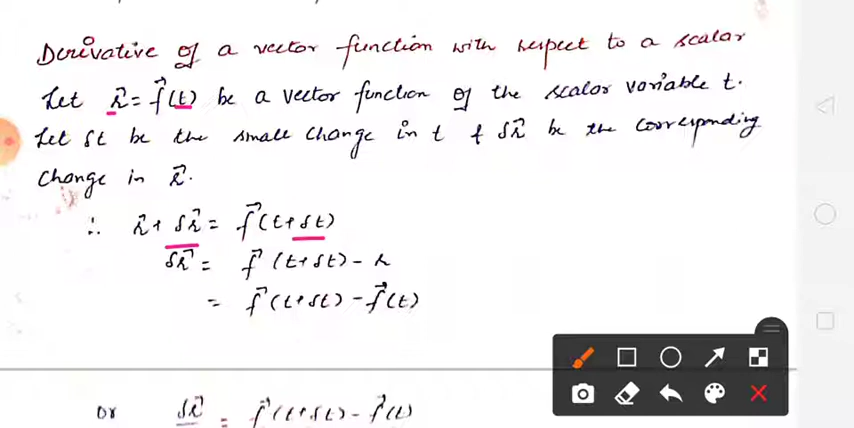 Derivative of a vector function with respect to a scalar
Let r⃗ = f⃗(t) be a vector function of the scalar variable t.
Let δt be the small change in t & δr⃗ be the corresponding
change in r⃗.
∴ r⃗ + δr⃗ = f⃗(t+δt)
δr⃗ = f⃗(t+δt) - r
= f⃗(t+δt) - f⃗(t)
or δr⃗ = f⃗(t+δt) - f⃗(t)